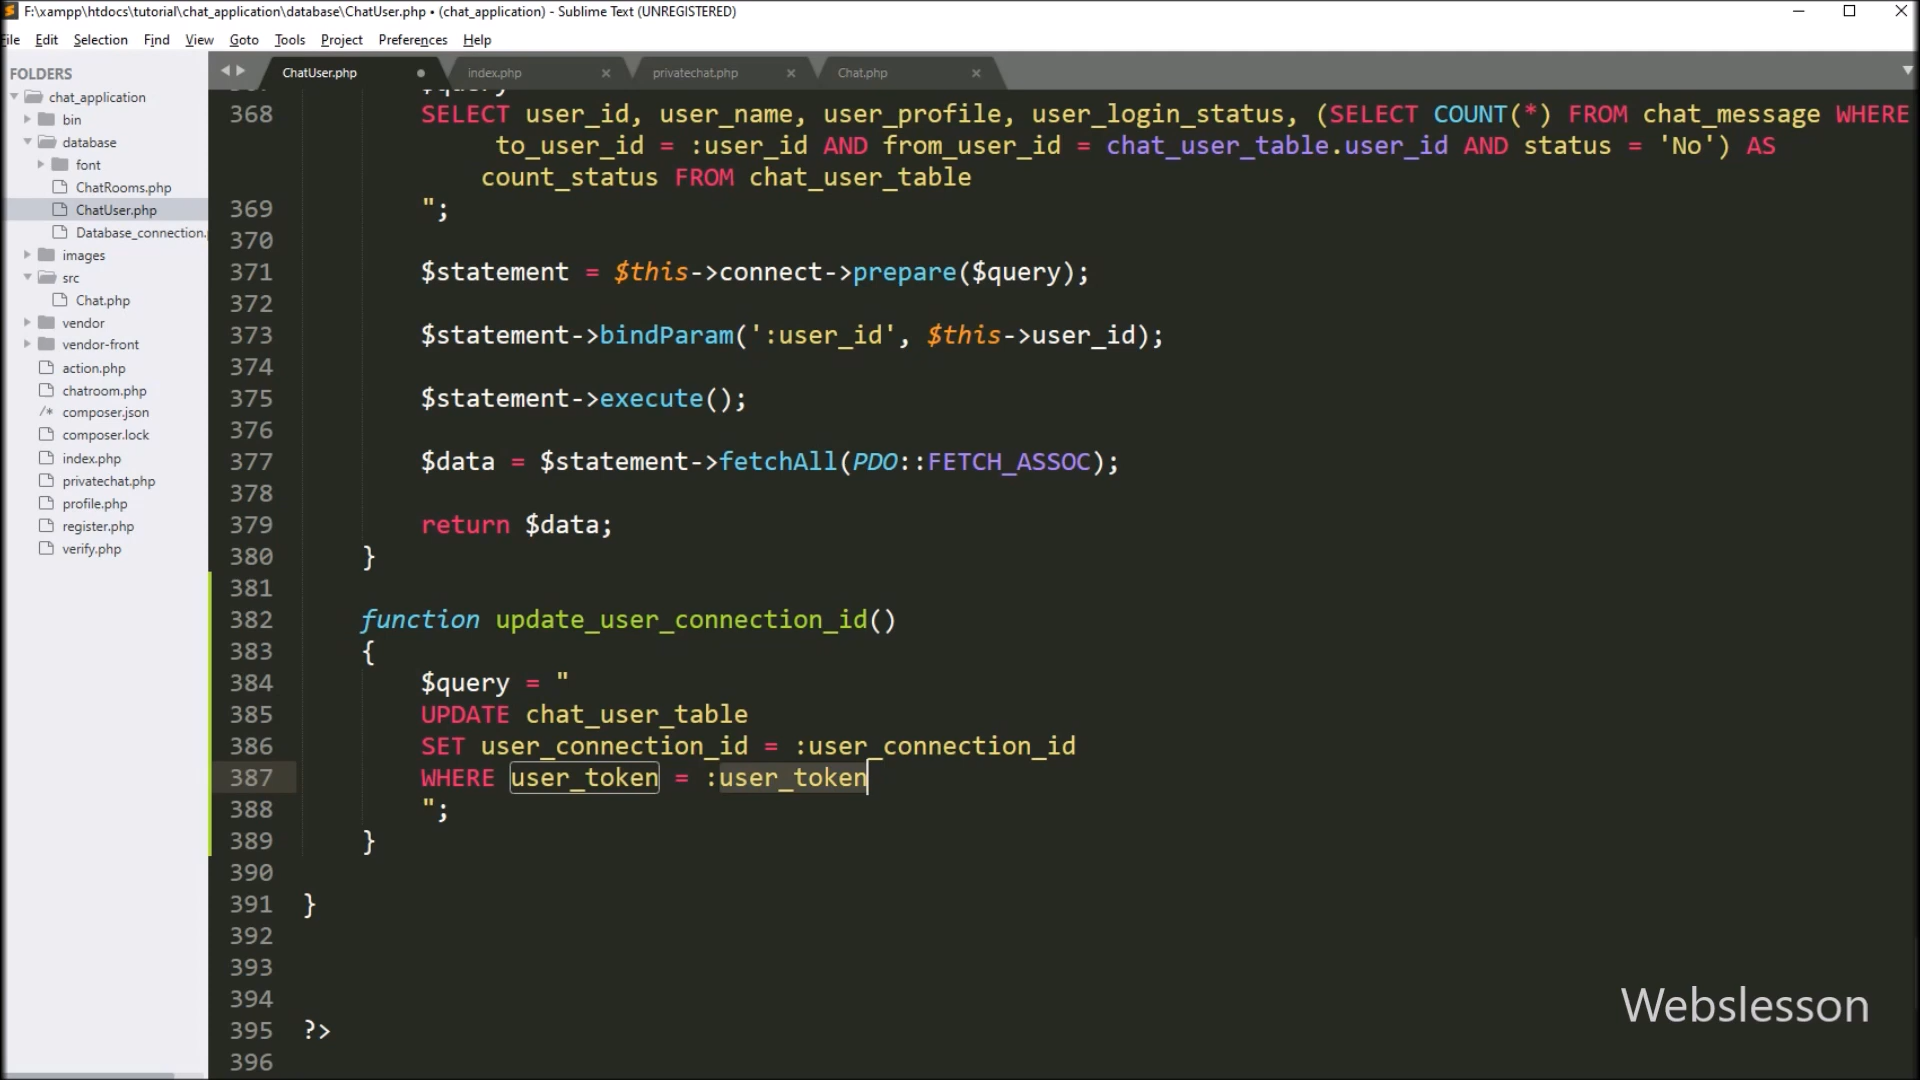 F:\xampp\htdocs\tutorial\chat_application\database\ChatUser.php • (chat_application) - Sublime Text (UNREGISTERED)
File Edit Selection Find View Goto Tools Project Preferences Help
FOLDERS
chat_application
bin
database
font
ChatRooms.php
ChatUser.php
Database_connection.
images
src
Chat.php
vendor
vendor-front
action.php
chatroom.php
/* composer.json
composer.lock
index.php
privatechat.php
profile.php
register.php
verify.php
ChatUser.php index.php privatechat.php Chat.php
$query
368 SELECT user_id, user_name, user_profile, user_login_status, (SELECT COUNT(*) FROM chat_message WHERE
to_user_id = :user_id AND from_user_id = chat_user_table.user_id AND status = 'No') AS
count_status FROM chat_user_table
369 ";
370
371 $statement = $this->connect->prepare($query);
372
373 $statement->bindParam(':user_id', $this->user_id);
374
375 $statement->execute();
376
377 $data = $statement->fetchAll(PDO::FETCH_ASSOC);
378
379 return $data;
380 }
381
382 function update_user_connection_id()
383 {
384 $query = "
385 UPDATE chat_user_table
386 SET user_connection_id = :user_connection_id
387 WHERE user_token = :user_token
388 ";
389 }
390
391 }
392
393
394
395 ?>
396
Webslesson